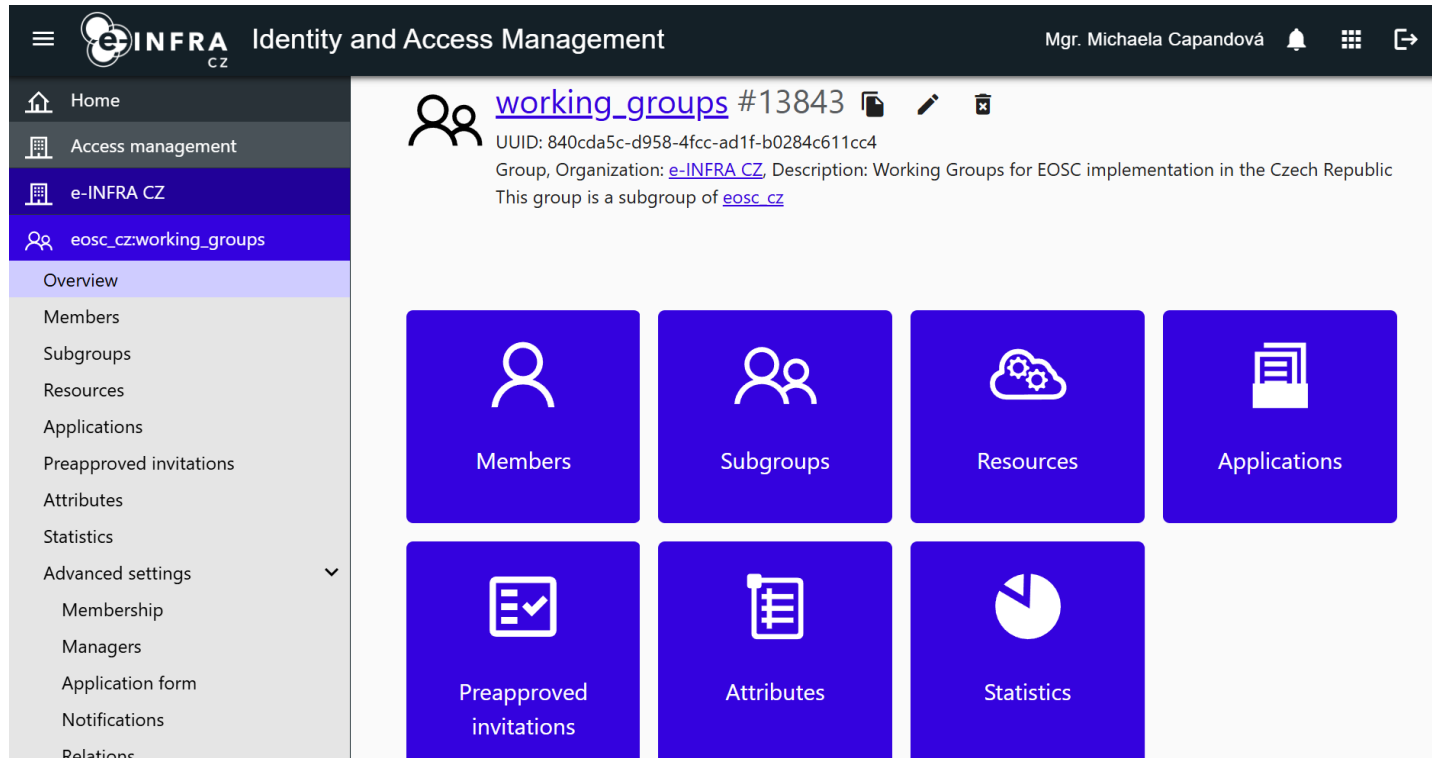 e INFRA CZ Identity and Access Management Mgr. Michaela Capandová
Home
Access management
e-INFRA CZ
eosc_cz:working_groups
Overview
Members
Subgroups
Resources
Applications
Preapproved invitations
Attributes
Statistics
Advanced settings
Membership
Managers
Application form
Notifications
Relations
working_groups #13843
UUID: 840cda5c-d958-4fcc-ad1f-b0284c611cc4
Group, Organization: e-INFRA CZ, Description: Working Groups for EOSC implementation in the Czech Republic
This group is a subgroup of eosc_cz
Members
Subgroups
Resources
Applications
Preapproved
invitations
Attributes
Statistics